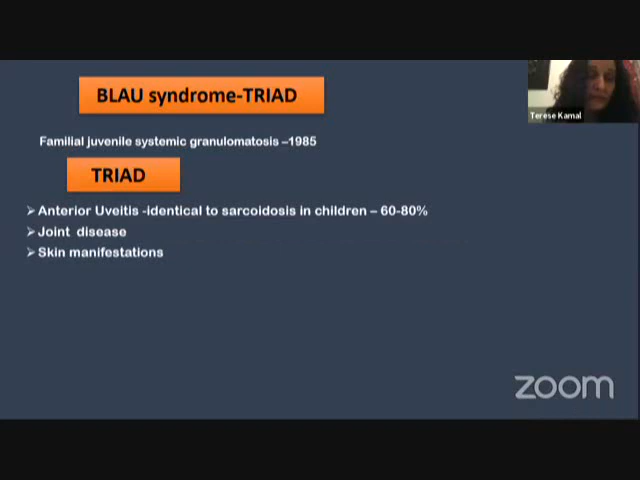 BLAU syndrome-TRIAD
Terese Kamal
Familial juvenile systemic granulomatosis –1985
TRIAD
➢Anterior Uveitis -identical to sarcoidosis in children – 60-80%
➢Joint disease
➢Skin manifestations
zoom